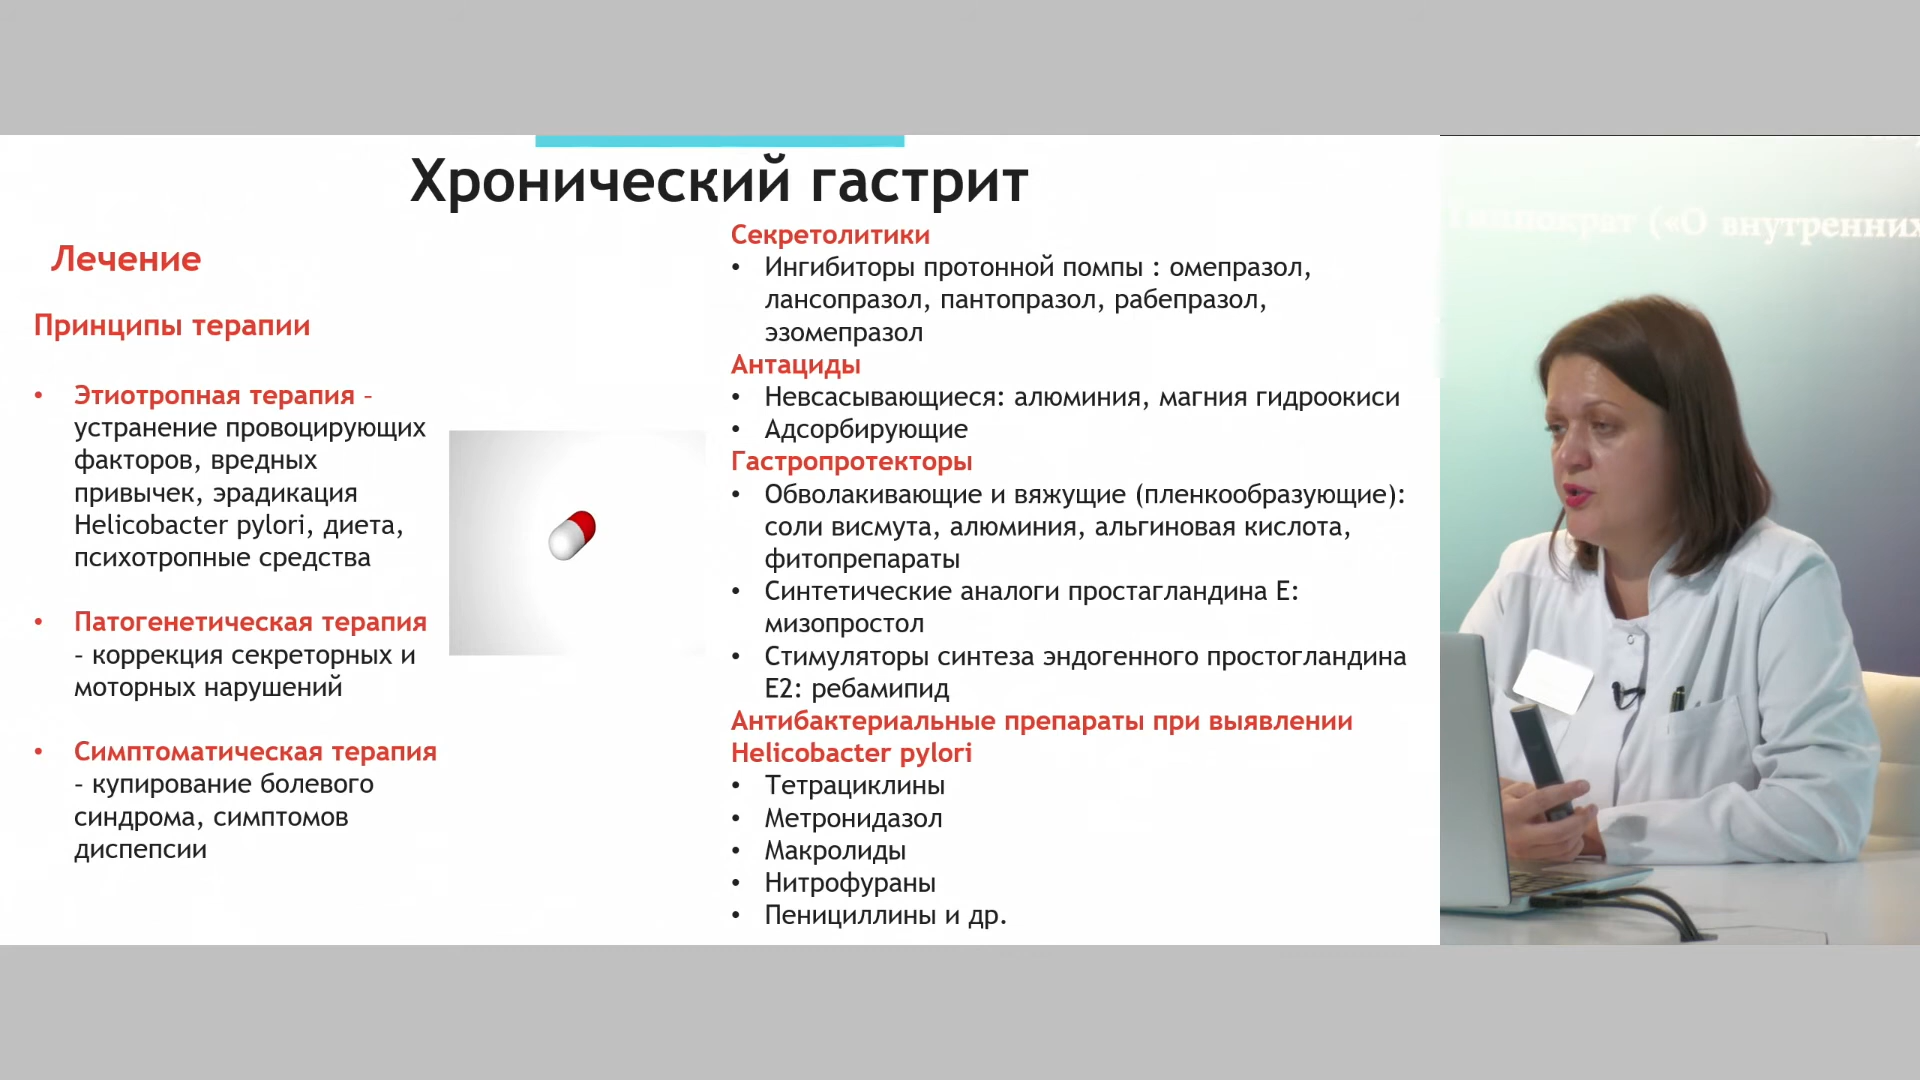 Хронический гастрит
Лечение
Принципы терапии
• Этиотропная терапия –
устранение провоцирующих
факторов, вредных
привычек, эрадикация
Helicobacter pylori, диета,
психотропные средства
• Патогенетическая терапия
– коррекция секреторных и
моторных нарушений
• Симптоматическая терапия
– купирование болевого
синдрома, симптомов
диспепсии
Секретолитики
• Ингибиторы протонной помпы : омепразол,
лансопразол, пантопразол, рабепразол,
эзомепразол
Антациды
• Невсасывающиеся: алюминия, магния гидроокиси
• Адсорбирующие
Гастропротекторы
• Обволакивающие и вяжущие (пленкообразующие):
соли висмута, алюминия, альгиновая кислота,
фитопрепараты
• Синтетические аналоги простагландина Е:
мизопростол
• Стимуляторы синтеза эндогенного простогландина
Е2: ребамипид
Антибактериальные препараты при выявлении
Helicobacter pylori
• Тетрациклины
• Метронидазол
• Макролиды
• Нитрофураны
• Пенициллины и др.
Гиппократ («О внутренних